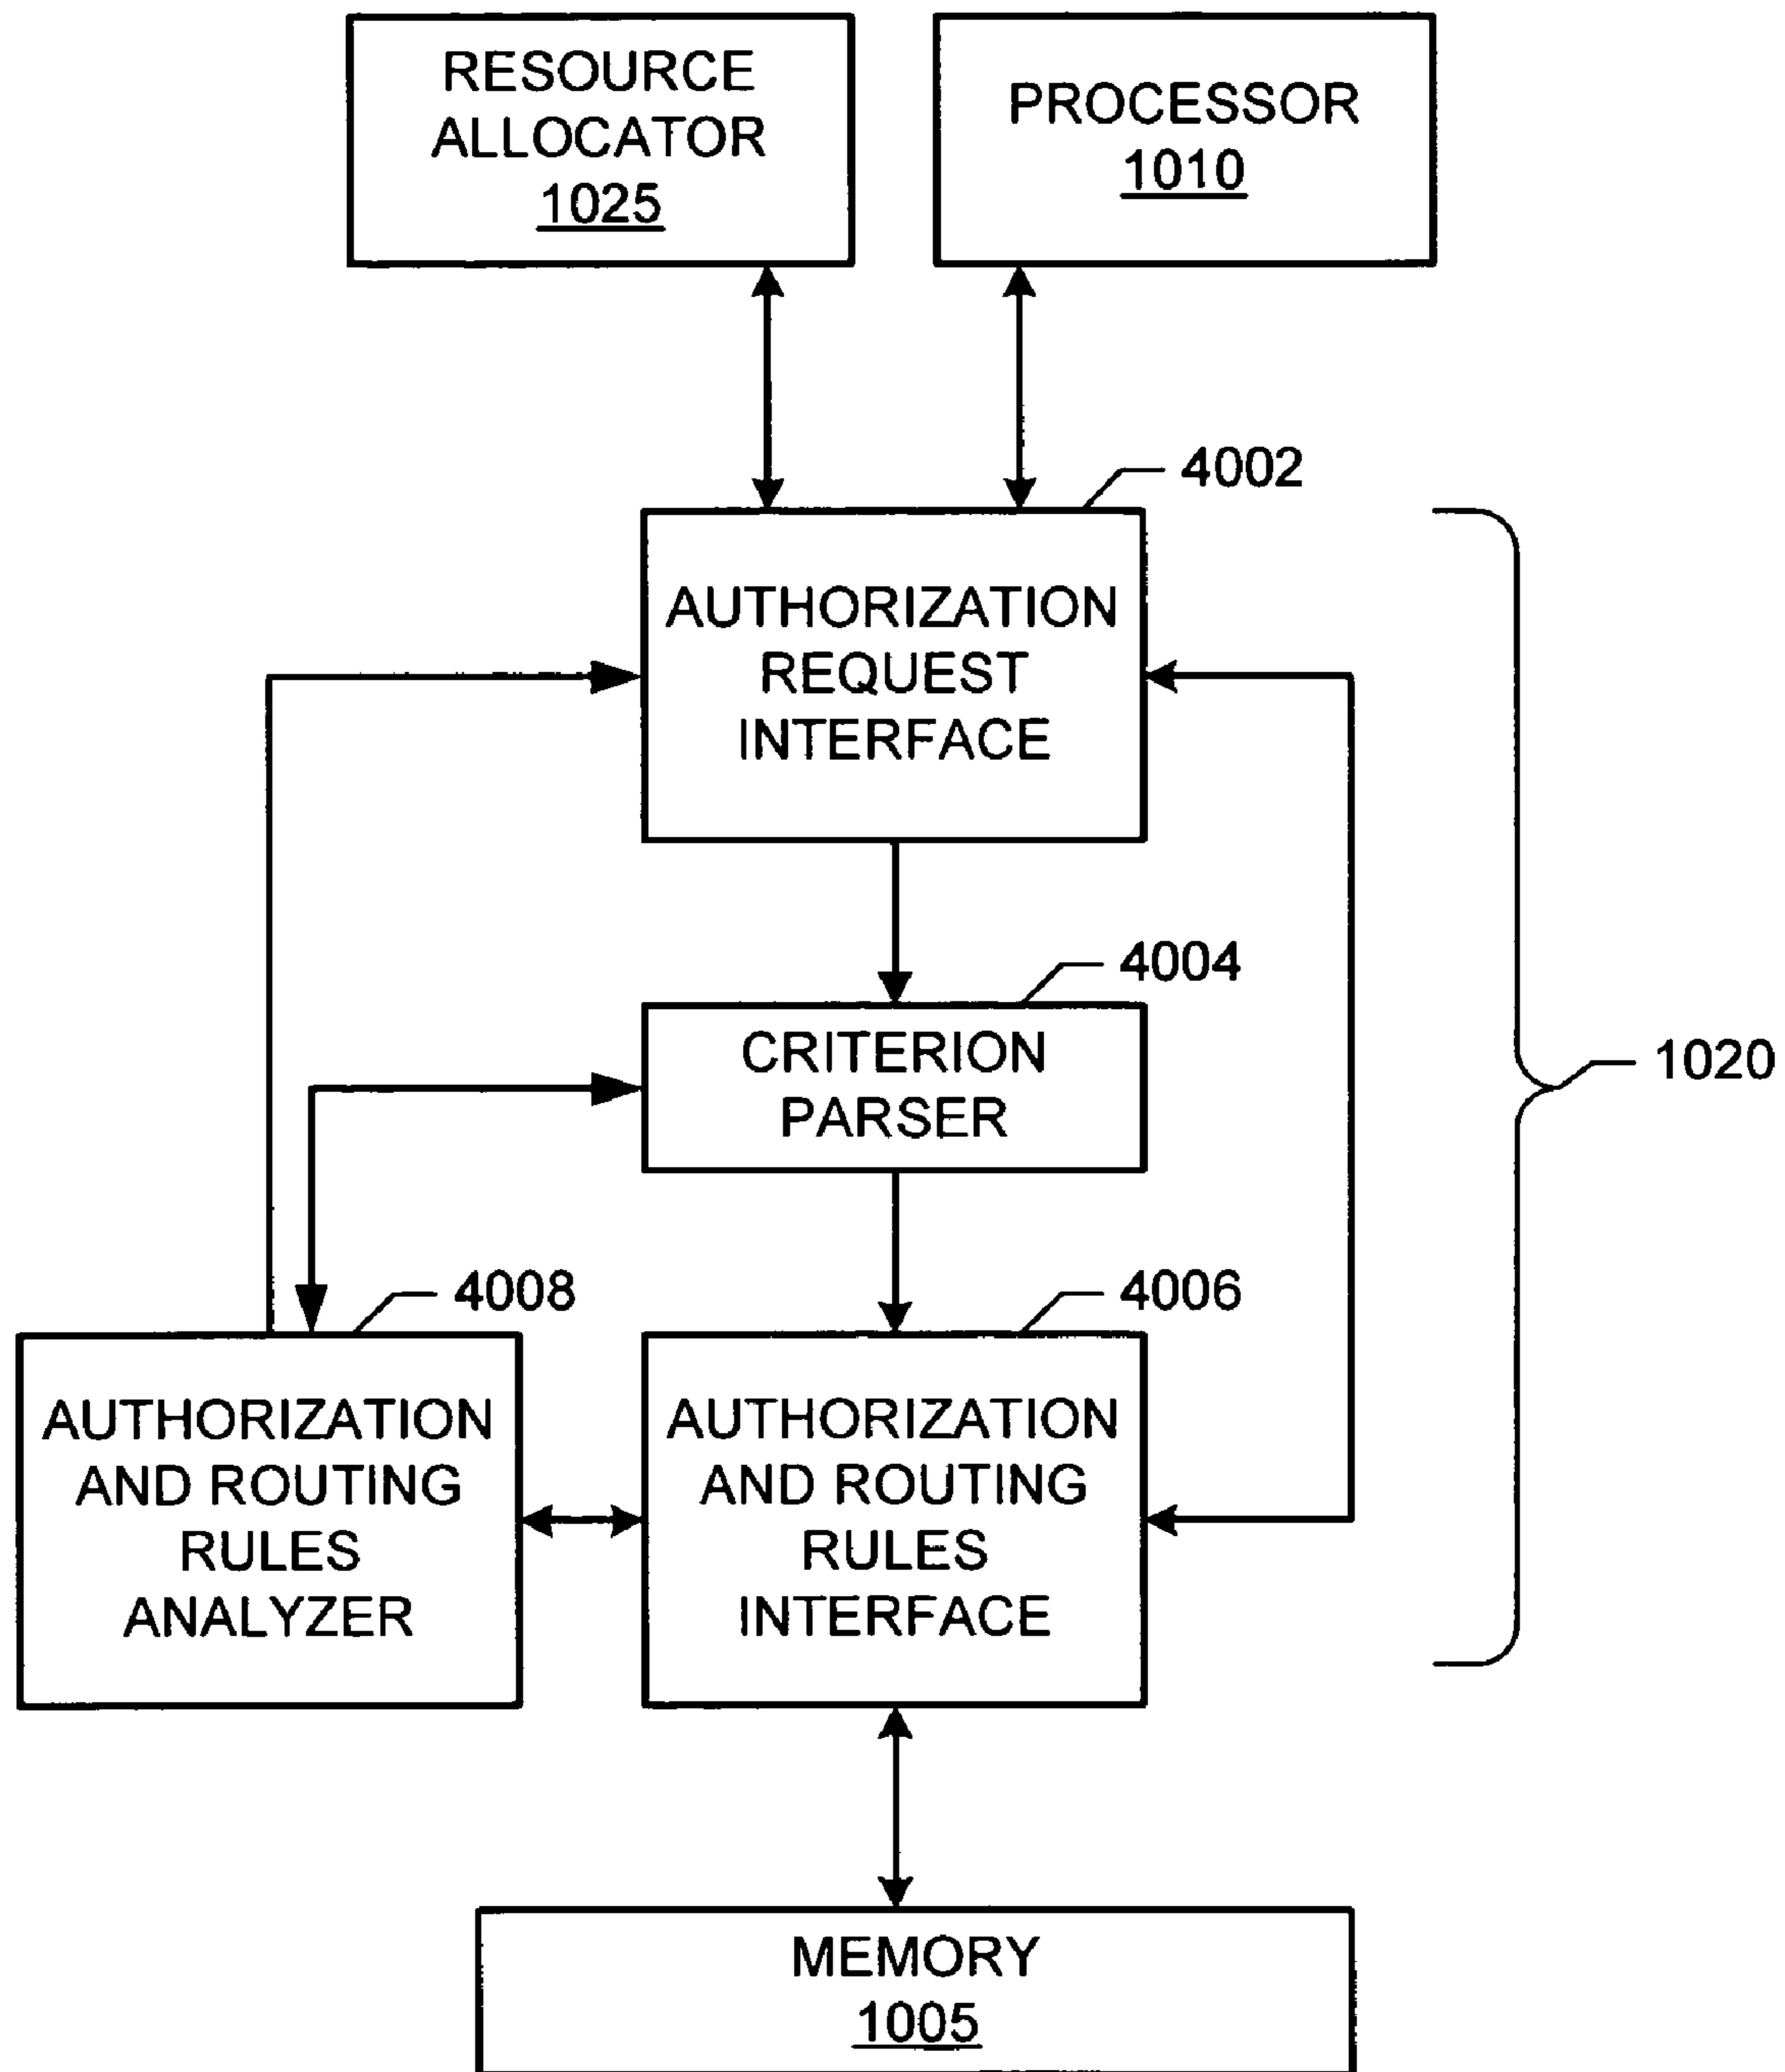 RESOURCE
ALLOCATOR
1025
PROCESSOR
1010
4002
AUTHORIZATION
REQUEST
INTERFACE
4004
CRITERION
PARSER
1020
4008
4006
AUTHORIZATION
AND ROUTING
RULES
ANALYZER
AUTHORIZATION
AND ROUTING
RULES
INTERFACE
MEMORY
1005